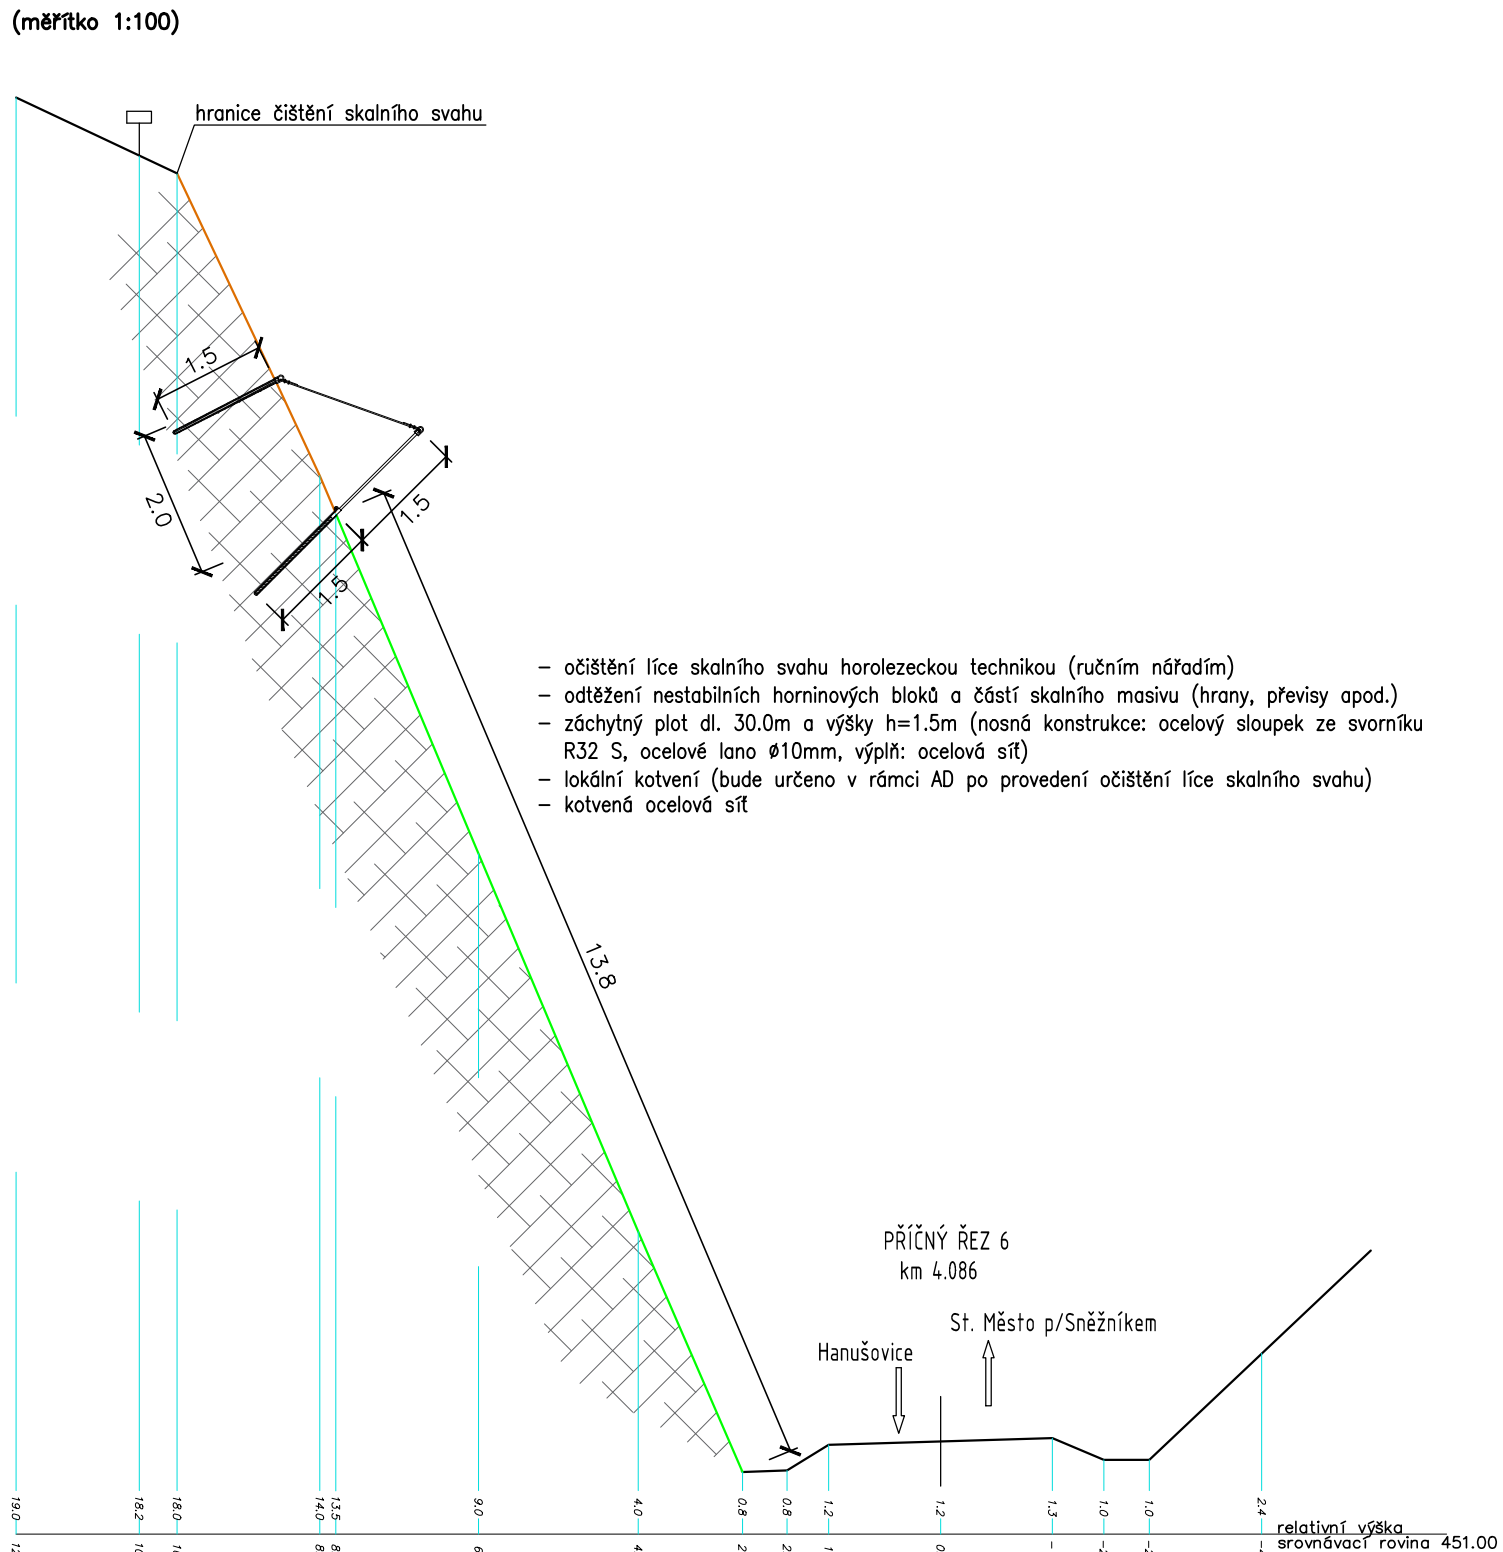 (měřítko 1:100)
hranice čištění skalního svahu
1.5
2.0
1.5
1.5
– očištění líce skalního svahu horolezeckou technikou (ručním nářadím)
– odtěžení nestabilních horninových bloků a částí skalního masivu (hrany, převisy apod.)
– záchytný plot dl. 30.0m a výšky h=1.5m (nosná konstrukce: ocelový sloupek ze svorníku
R32 S, ocelové lano ø10mm, výplň: ocelová síť)
– lokální kotvení (bude určeno v rámci AD po provedení očištění líce skalního svahu)
– kotvená ocelová síť
13.8
PŘÍČNÝ ŘEZ 6
km 4.086
St. Město p/Sněžníkem
Hanušovice
19.0 18.2 18.0 14.0 13.5 9.0 4.0 0.8 0.8 1.2 1.2 1.3 1.0 1.0 2.4
relativní výška
srovnávací rovina 451.00